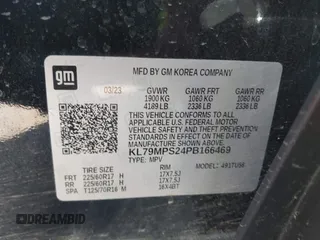 gm
MFD BY GM KOREA COMPANY
03/23 GVWR GAWR FRT GAWR RR
1900 KG 1060 KG 1060 KG
4189 LB 2336 LB 2336 LB
THIS VEHICLE CONFORMS TO ALL
APPLICABLE U.S. FEDERAL MOTOR
VEHICLE SAFETY AND BUMPER
STANDARDS IN EFFECT ON THE DATE OF
MANUFACTURE SHOWN ABOVE.
KL79MPS24PB166469
TYPE: MPV MODEL:
TIRE SIZE RIM
FRT 225/60R17 H 17X7.5J
RR 225/60R17 H 17X7.5J
SPA T125/70R16 M 16X4BT
DREAMBID